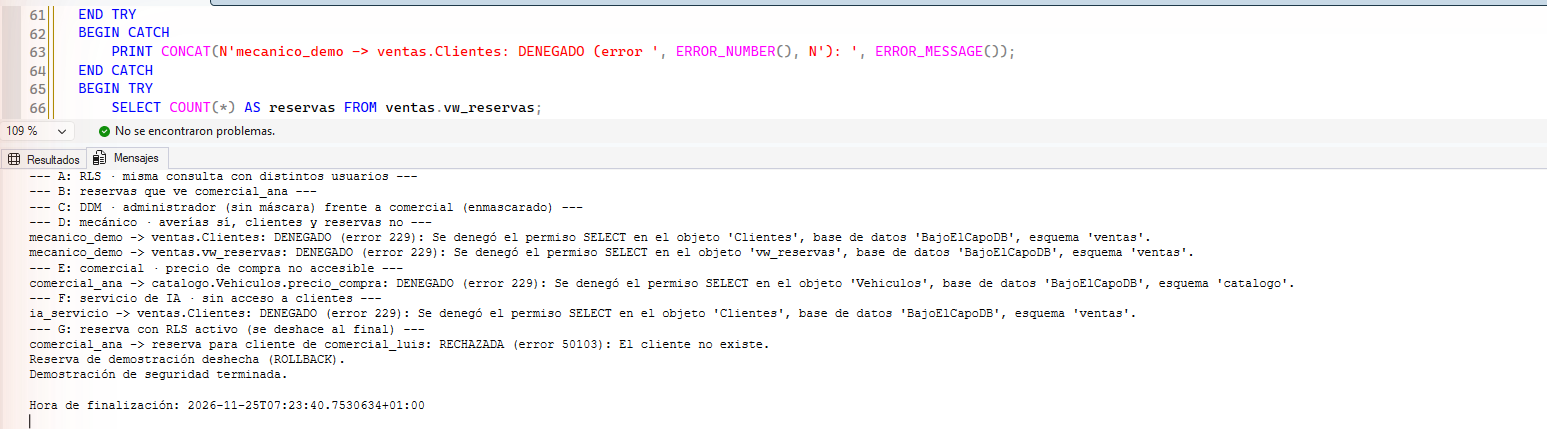 61 END TRY
62 BEGIN CATCH
63 PRINT CONCAT(N'mecanico_demo -> ventas.Clientes: DENEGADO (error ', ERROR_NUMBER(), N'): ', ERROR_MESSAGE());
64 END CATCH
65 BEGIN TRY
66 SELECT COUNT(*) AS reservas FROM ventas.vw_reservas;
109 % No se encontraron problemas.
Resultados Mensajes
--- A: RLS · misma consulta con distintos usuarios ---
--- B: reservas que ve comercial_ana ---
--- C: DDM · administrador (sin máscara) frente a comercial (enmascarado) ---
--- D: mecánico · averías sí, clientes y reservas no ---
mecanico_demo -> ventas.Clientes: DENEGADO (error 229): Se denegó el permiso SELECT en el objeto 'Clientes', base de datos 'BajoElCapoDB', esquema 'ventas'.
mecanico_demo -> ventas.vw_reservas: DENEGADO (error 229): Se denegó el permiso SELECT en el objeto 'vw_reservas', base de datos 'BajoElCapoDB', esquema 'ventas'.
--- E: comercial · precio de compra no accesible ---
comercial_ana -> catalogo.Vehiculos.precio_compra: DENEGADO (error 229): Se denegó el permiso SELECT en el objeto 'Vehiculos', base de datos 'BajoElCapoDB', esquema 'catalogo'.
--- F: servicio de IA · sin acceso a clientes ---
ia_servicio -> ventas.Clientes: DENEGADO (error 229): Se denegó el permiso SELECT en el objeto 'Clientes', base de datos 'BajoElCapoDB', esquema 'ventas'.
--- G: reserva con RLS activo (se deshace al final) ---
comercial_ana -> reserva para cliente de comercial_luis: RECHAZADA (error 50103): El cliente no existe.
Reserva de demostración deshecha (ROLLBACK).
Demostración de seguridad terminada.
Hora de finalización: 2026-11-25T07:23:40.7530634+01:00